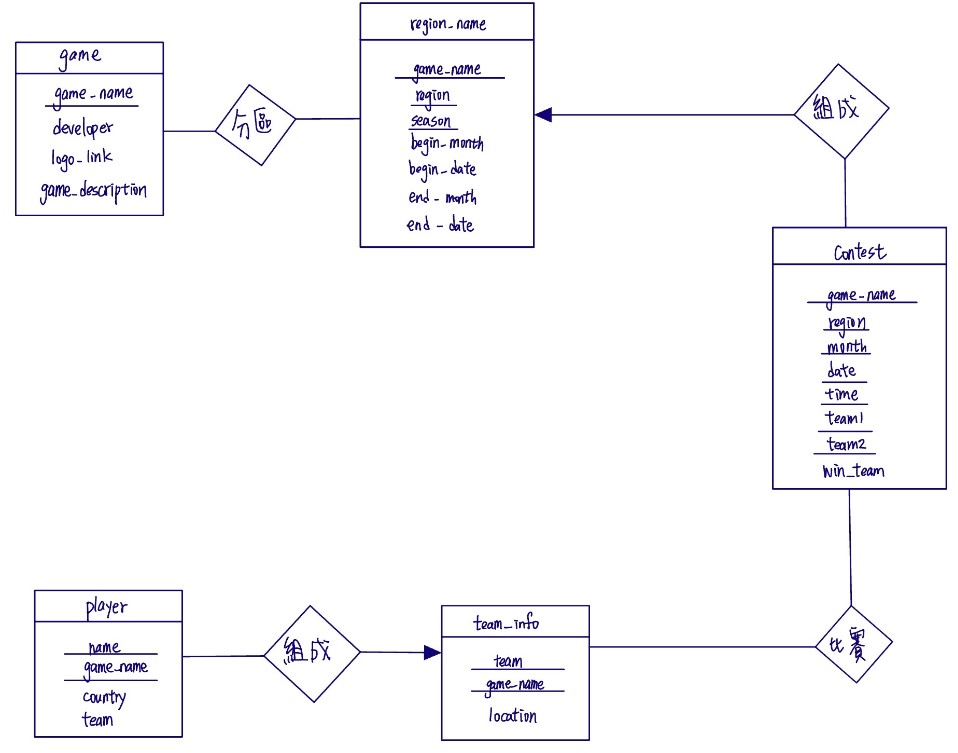 game
game_name
developer
logo_link
game_description
分區
region_name
game_name
region
season
begin_month
begin_date
end_month
end_date
組成
Contest
game_name
region
month
date
time
team1
team2
win_team
player
name
game_name
country
team
組成
team_info
team
game_name
location
比賽